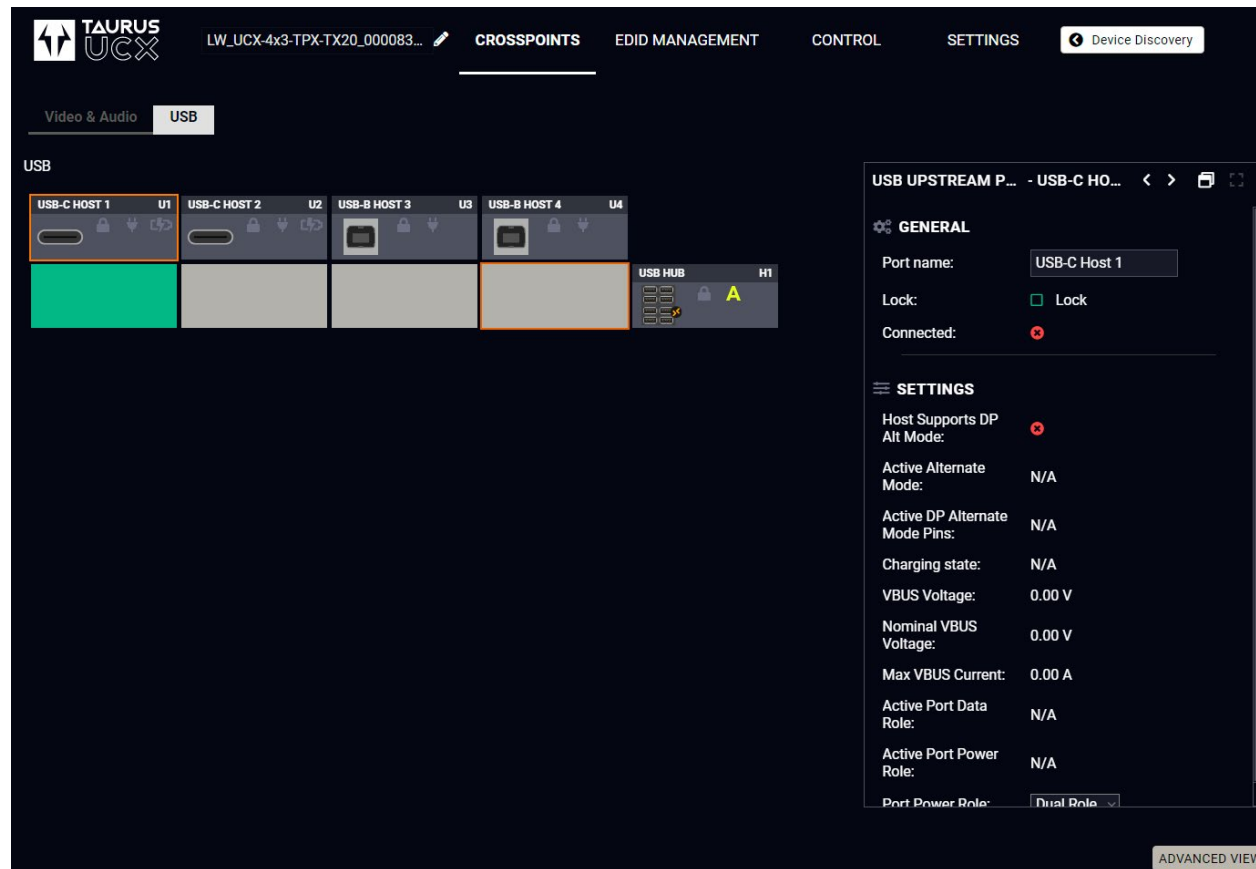 TAURUS
UCX
LW_UCX-4x3-TPX-TX20_000083...
CROSSPOINTS
EDID MANAGEMENT
CONTROL
SETTINGS
Device Discovery
Video & Audio
USB
USB
USB-C HOST 1 U1
USB-C HOST 2 U2
USB-B HOST 3 U3
USB-B HOST 4 U4
USB HUB H1
A
USB UPSTREAM P... - USB-C HO...
GENERAL
Port name: USB-C Host 1
Lock: Lock
Connected:
SETTINGS
Host Supports DP
Alt Mode:
Active Alternate
Mode: N/A
Active DP Alternate
Mode Pins: N/A
Charging state: N/A
VBUS Voltage: 0.00 V
Nominal VBUS
Voltage: 0.00 V
Max VBUS Current: 0.00 A
Active Port Data
Role: N/A
Active Port Power
Role: N/A
Port Power Role: Dual Role
ADVANCED VIEW